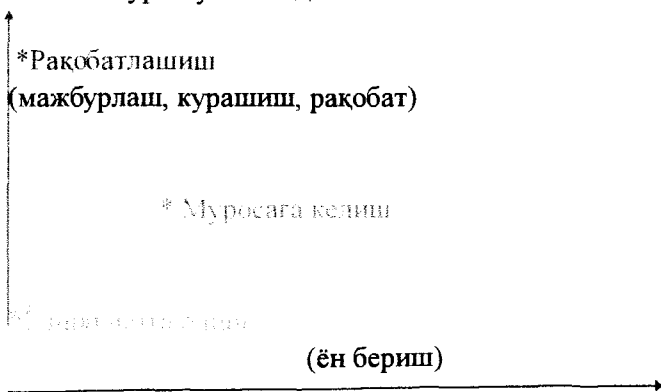 *Рақобатлашиш
(мажбурлаш, курашиш, рақобат)
* Муросага келиш
(ён бериш)